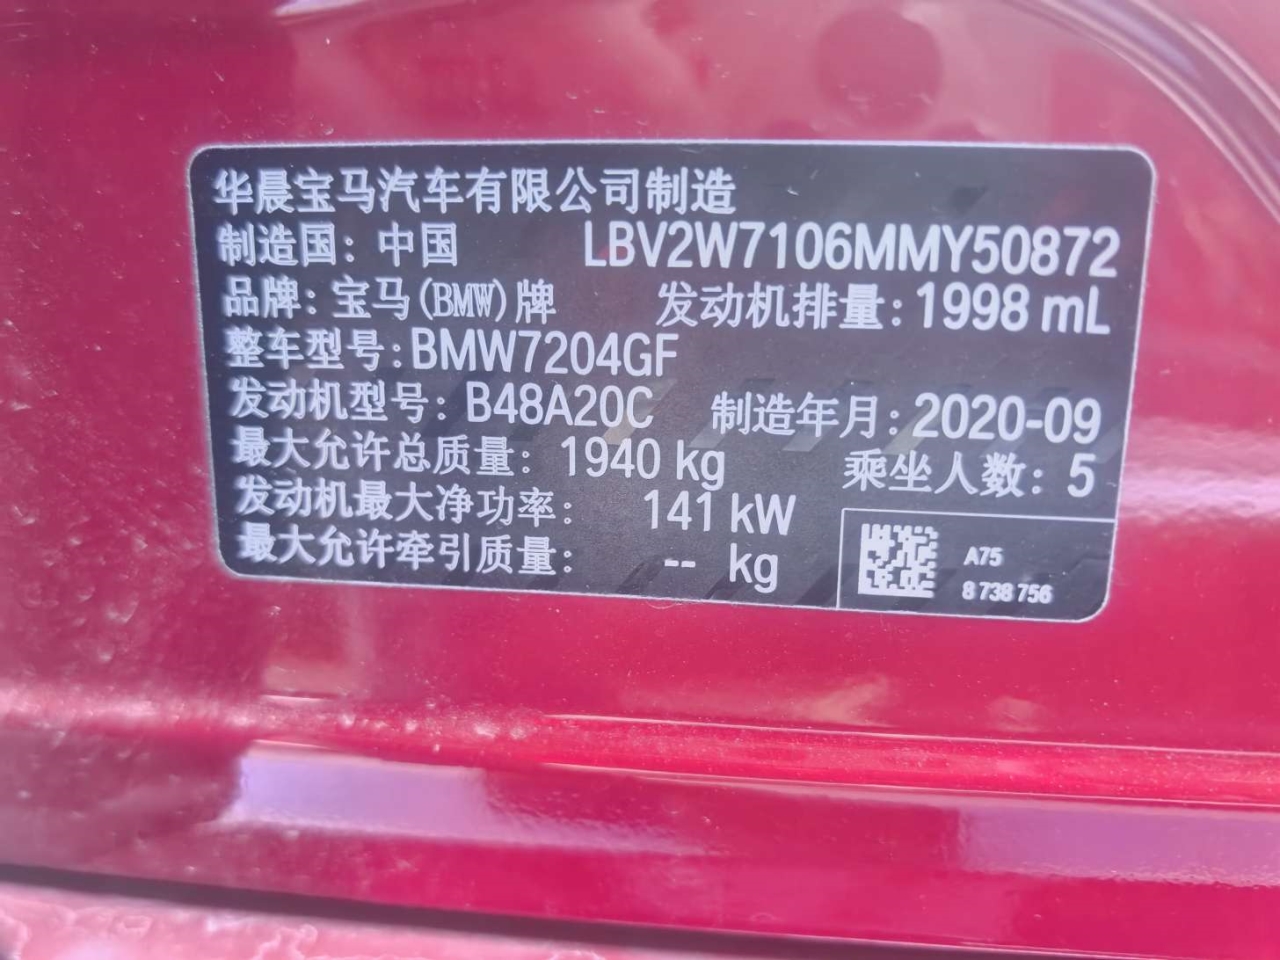 华晨宝马汽车有限公司制造
制造国：中国 LBV2W7106MMY50872
品牌：宝马(BMW)牌 发动机排量：1998 mL
整车型号：BMW7204GF
发动机型号：B48A20C 制造年月：2020-09
最大允许总质量：1940 kg 乘坐人数：5
发动机最大净功率：141 kW
最大允许牵引质量：-- kg
A75
8 738 756